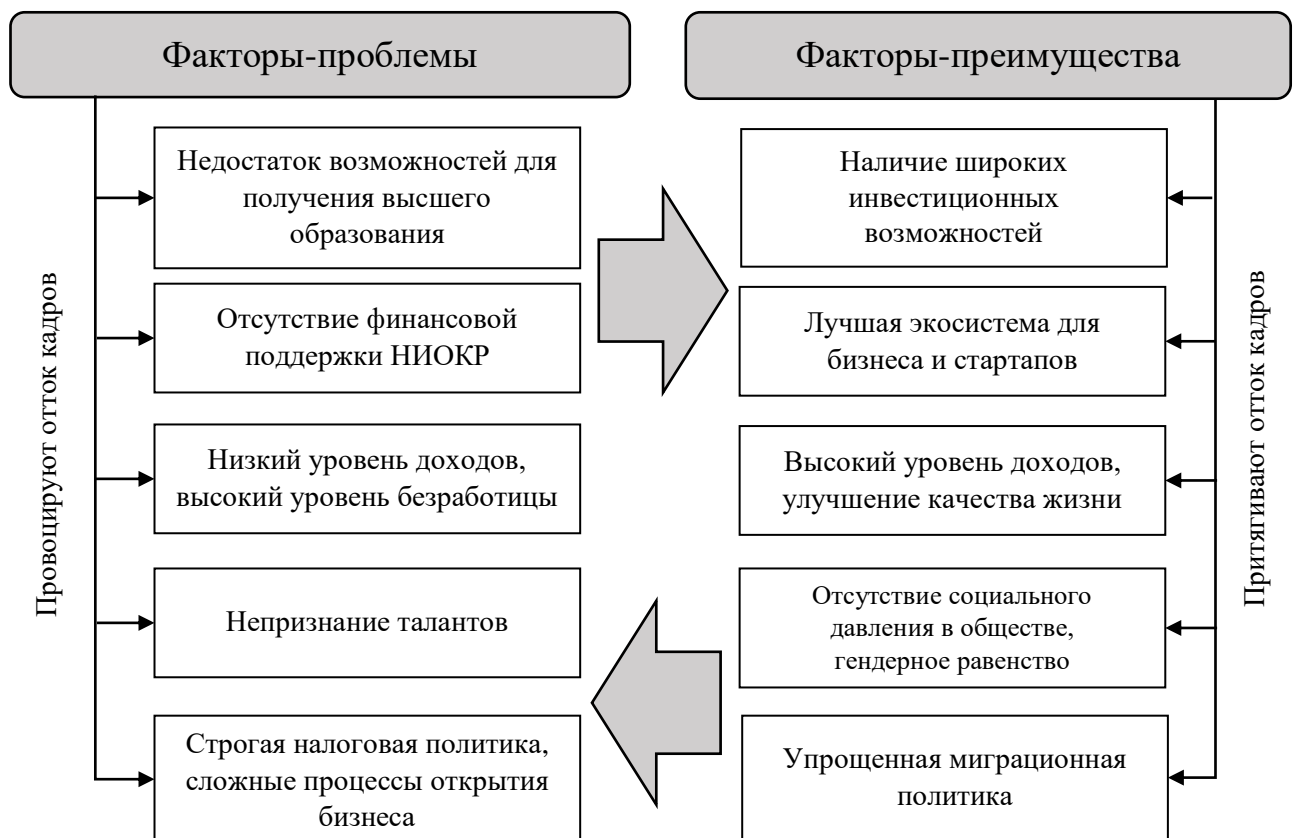 Факторы-проблемы
Провоцируют отток кадров
Недостаток возможностей для
получения высшего
образования
Отсутствие финансовой
поддержки НИОКР
Низкий уровень доходов,
высокий уровень безработицы
Непризнание талантов
Строгая налоговая политика,
сложные процессы открытия
бизнеса
Факторы-преимущества
Наличие широких
инвестиционных
возможностей
Лучшая экосистема для
бизнеса и стартапов
Высокий уровень доходов,
улучшение качества жизни
Отсутствие социального
давления в обществе,
гендерное равенство
Упрощенная миграционная
политика
Притягивают отток кадров